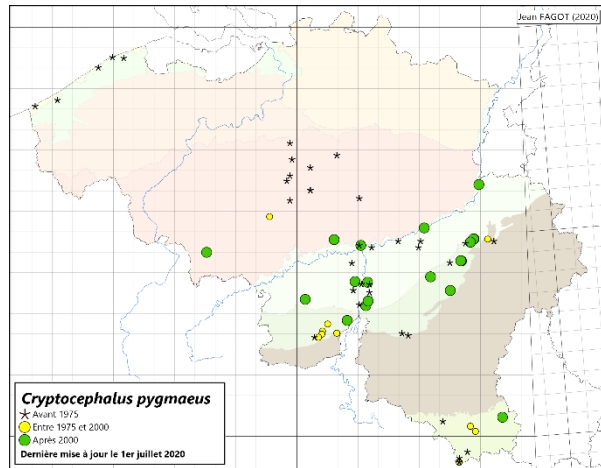 Jean FAGOT (2020)
Cryptocephalus pygmaeus
Avant 1975
Entre 1975 et 2000
Après 2000
Dernière mise à jour le 1er juillet 2020